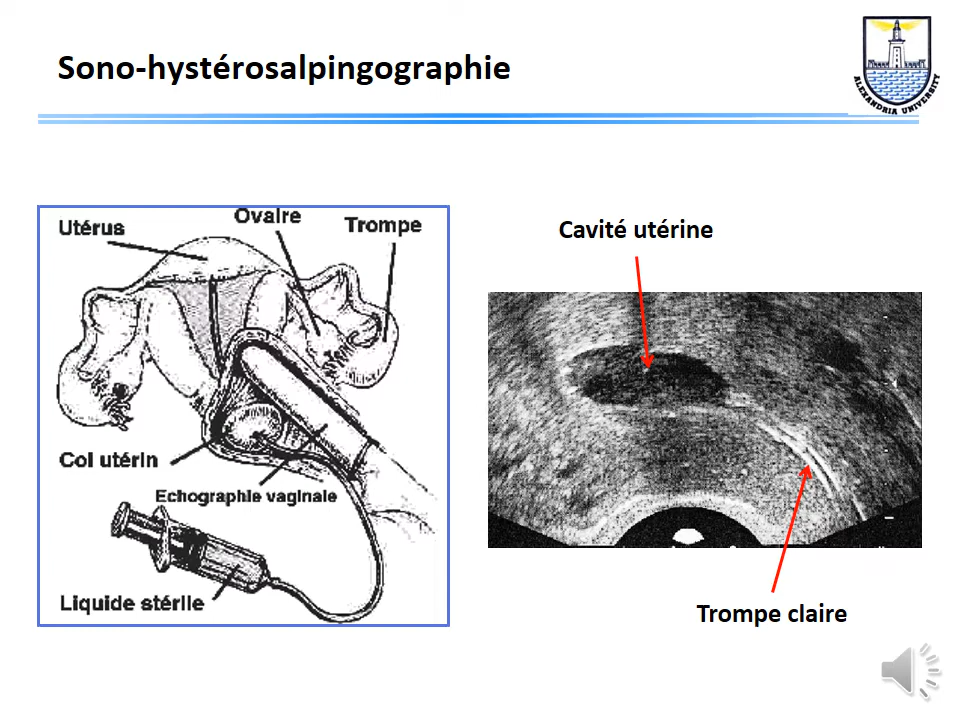 Sono-hystérosalpingographie
ALEXANDRIA UNIVERSITY
Utérus
Ovaire
Trompe
Col utérin
Echographie vaginale
Liquide stérile
Cavité utérine
Trompe claire